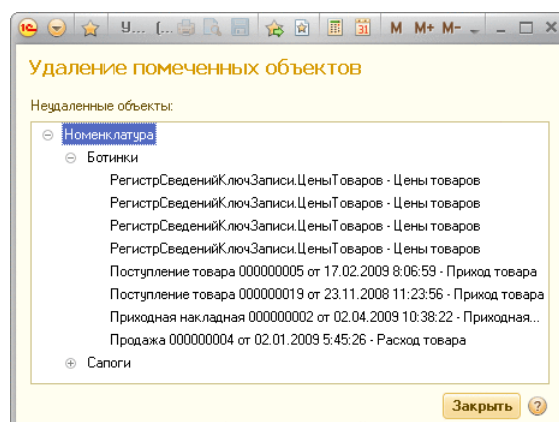 1С У... (... 31 M M+ M-
Удаление помеченных объектов
Неудаленные объекты:
Номенклатура
Ботинки
РегистрСведенийКлючЗаписи.ЦеныТоваров - Цены товаров
РегистрСведенийКлючЗаписи.ЦеныТоваров - Цены товаров
РегистрСведенийКлючЗаписи.ЦеныТоваров - Цены товаров
РегистрСведенийКлючЗаписи.ЦеныТоваров - Цены товаров
Поступление товара 000000005 от 17.02.2009 8:06:59 - Приход товара
Поступление товара 000000019 от 23.11.2008 11:23:56 - Приход товара
Приходная накладная 000000002 от 02.04.2009 10:38:22 - Приходная...
Продажа 000000004 от 02.01.2009 5:45:26 - Расход товара
Сапоги
Закрыть ?